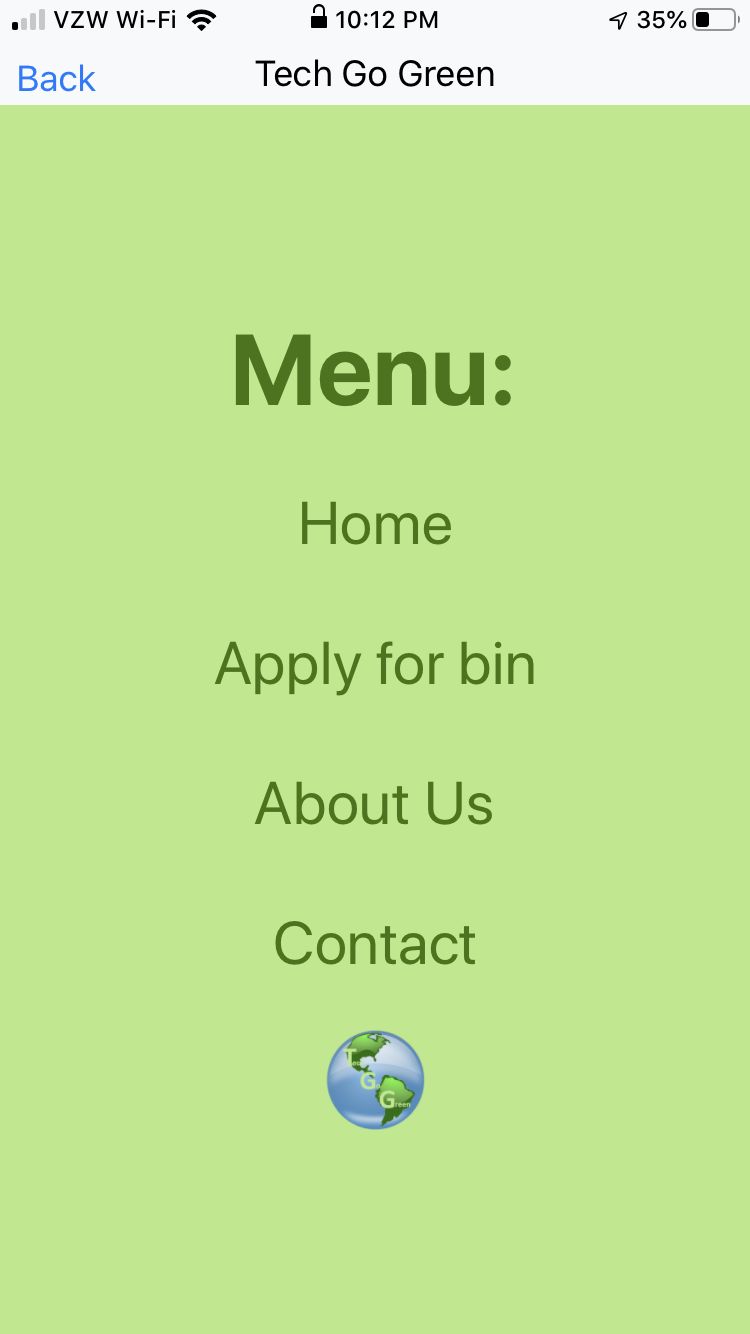 VZW Wi-Fi 10:12 PM 35%
Back Tech Go Green
Menu:
Home
Apply for bin
About Us
Contact
T
G
Green